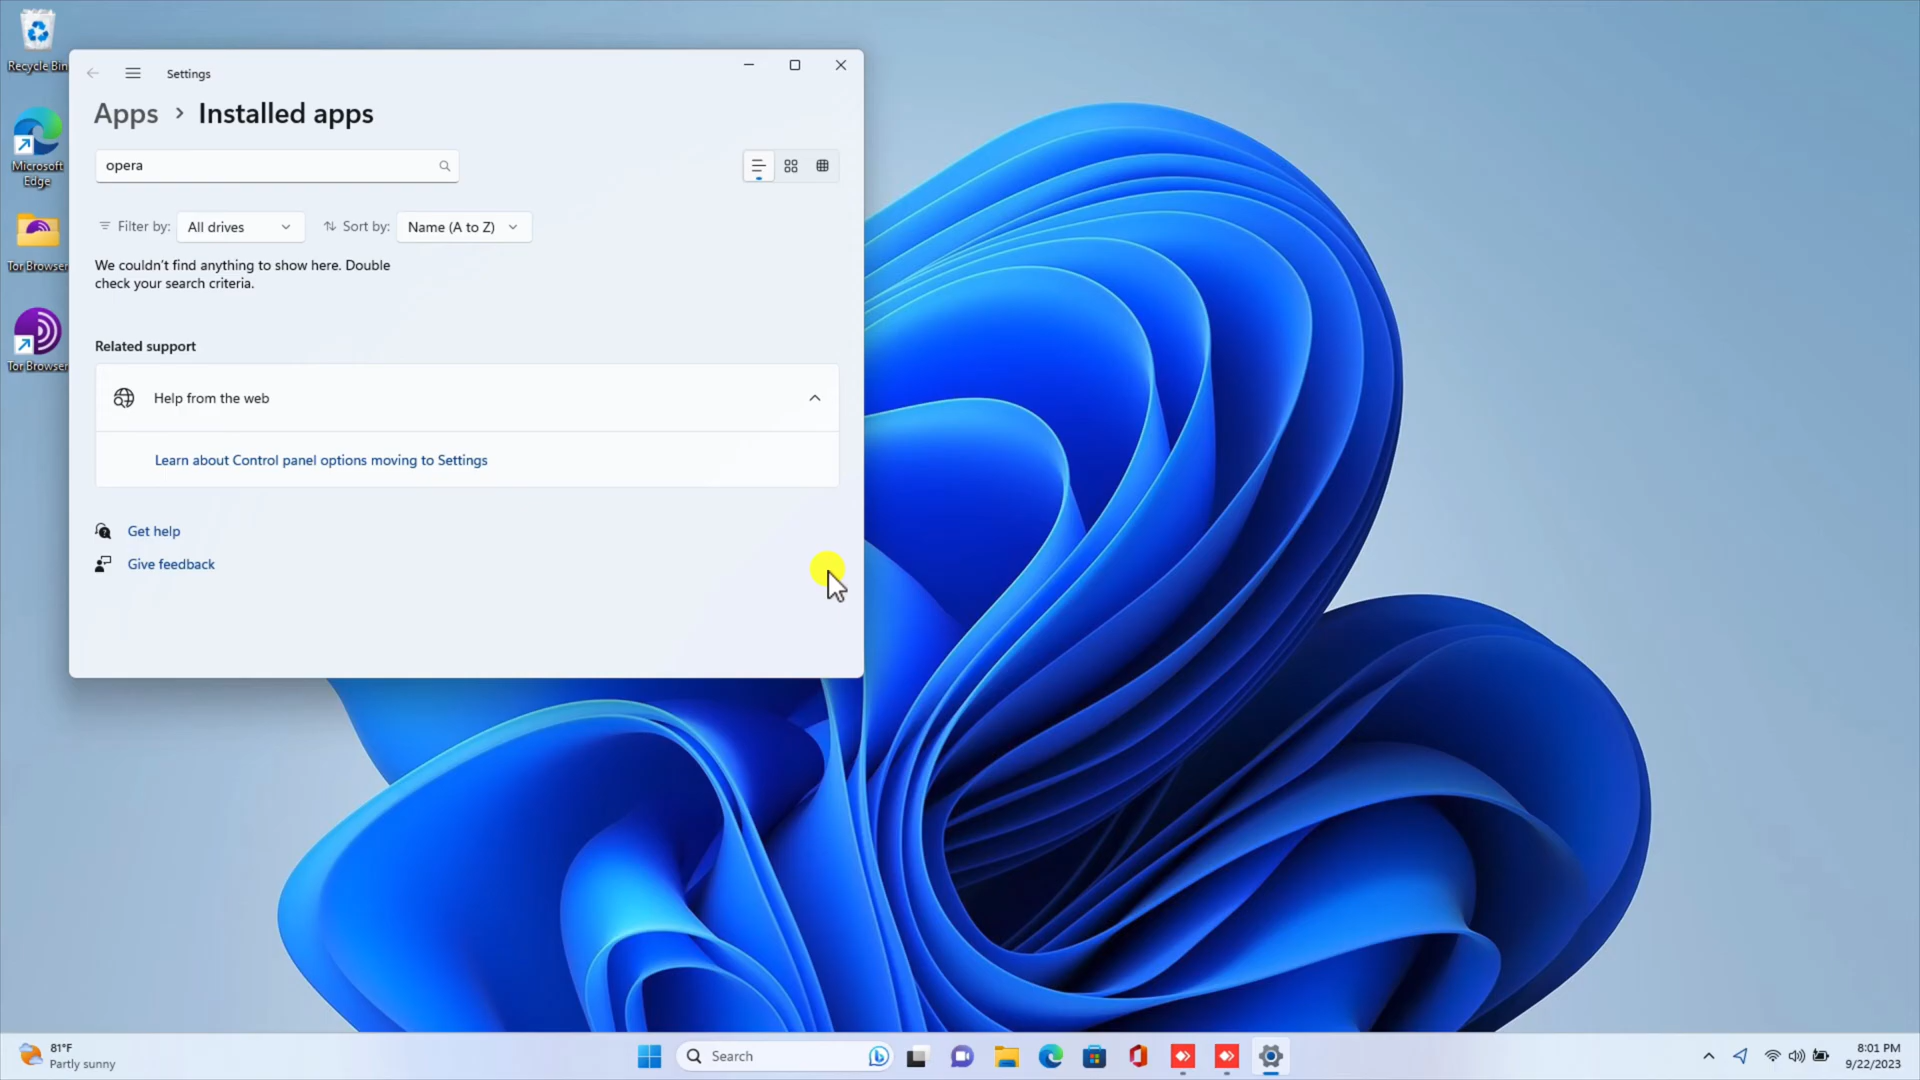 Recycle Bin
Microsoft
Edge
Tor Browser
Tor Browser
Settings
Apps > Installed apps
opera
Filter by: All drives Sort by: Name (A to Z)
We couldn't find anything to show here. Double
check your search criteria.
Related support
Help from the web
Learn about Control panel options moving to Settings
Get help
Give feedback
81°F
Partly sunny
Search
8:01 PM
9/22/2023